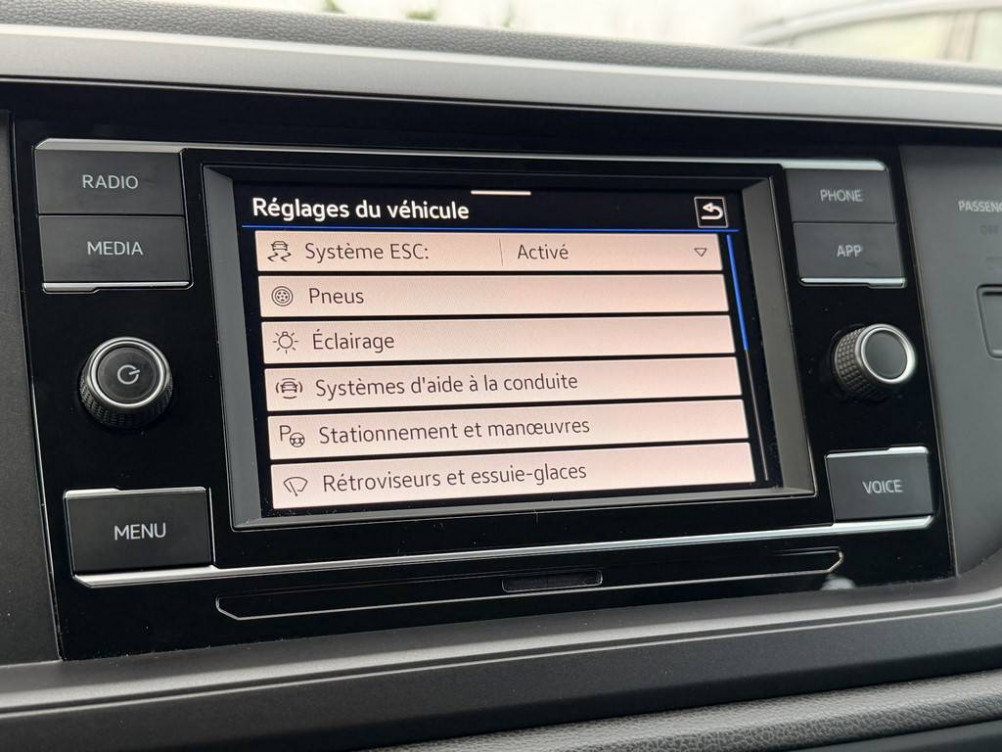 RADIO
MEDIA
MENU
Réglages du véhicule
Système ESC: Activé
Pneus
Éclairage
Systèmes d'aide à la conduite
P Stationnement et manœuvres
Rétroviseurs et essuie-glaces
PHONE
APP
VOICE